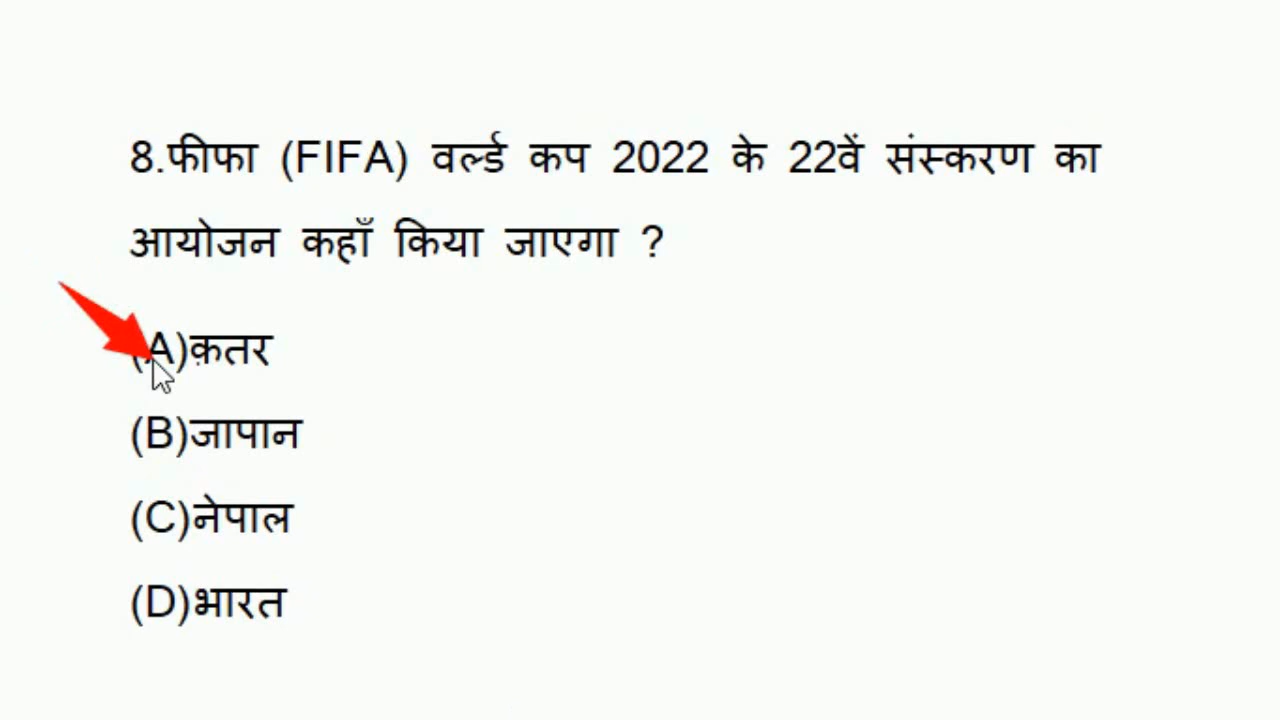 8.फीफा (FIFA) वर्ल्ड कप 2022 के 22वें संस्करण का
आयोजन कहाँ किया जाएगा ?
(A)क़तर
(B)जापान
(C)नेपाल
(D)भारत